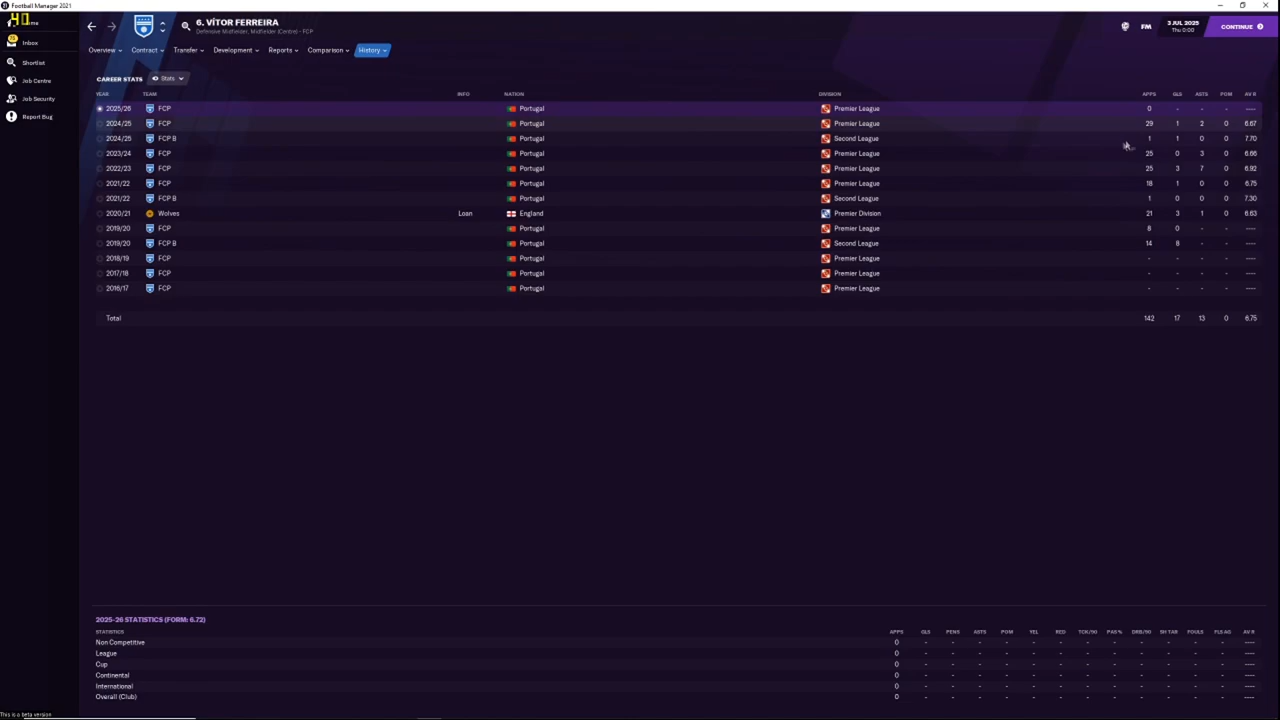 Football Manager 2021
40
6. VÍTOR FERREIRA
Defensive Midfielder, Midfielder (Centre) - FCP
FM
3 JUL 2025
Thu 0:00
CONTINUE
Inbox
Shortlist
Job Centre
Job Security
Report Bug
Overview Contract Transfer Development Reports Comparison History
CAREER STATS Stats
YEAR TEAM INFO NATION DIVISION APPS GLS ASTS POM AV R
2025/26 FCP Portugal Premier League 0 - - - ----
2024/25 FCP Portugal Premier League 29 1 2 0 6.67
2024/25 FCP B Portugal Second League 1 1 0 0 7.70
2023/24 FCP Portugal Premier League 25 0 3 0 6.66
2022/23 FCP Portugal Premier League 25 3 7 0 6.92
2021/22 FCP Portugal Premier League 18 1 0 0 6.75
2021/22 FCP B Portugal Second League 1 0 0 0 7.30
2020/21 Wolves Loan England Premier Division 21 3 1 0 6.63
2019/20 FCP Portugal Premier League 8 0 - - ----
2019/20 FCP B Portugal Second League 14 8 - - ----
2018/19 FCP Portugal Premier League - - - - ----
2017/18 FCP Portugal Premier League - - - - ----
2016/17 FCP Portugal Premier League - - - - ----
Total 142 17 13 0 6.75
2025-26 STATISTICS (FORM: 6.72)
STATISTICS APPS GLS PENS ASTS POM YEL RED TCK/90 PAS % DRB/90 SH TAR FOULS FLS AG AV R
Non Competitive 0 - - - - - - - - - - - - ----
League 0 - - - - - - - - - - - - ----
Cup 0 - - - - - - - - - - - - ----
Continental 0 - - - - - - - - - - - - ----
International 0 - - - - - - - - - - - - ----
Overall (Club) 0 - - - - - - - - - - - - ----
This is a beta version